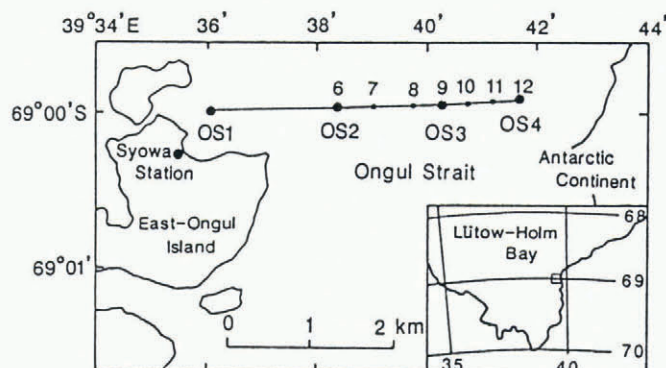 39°34'E 36' 38' 40' 42' 44'
6 7 8 9 10 11 12
69°00'S
OS1 OS2 OS3 OS4
Syowa
Station
Ongul Strait
Antarctic
Continent
East-Ongul
Island
Lütow-Holm
Bay
68
69°01'
69
0 1 2 km
70
35 40